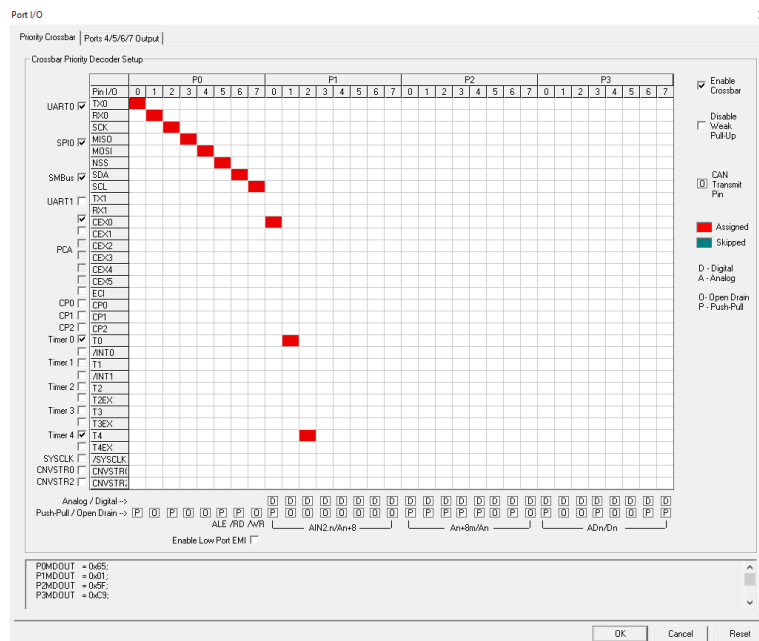 Port I/O
Priority Crossbar Ports 4/5/6/7 Output
Crossbar Priority Decoder Setup
P0 P1 P2 P3
Pin I/O 0 1 2 3 4 5 6 7 0 1 2 3 4 5 6 7 0 1 2 3 4 5 6 7 0 1 2 3 4 5 6 7
UART0 TX0
RX0
SCK
SPI0 MISO
MOSI
NSS
SMBus SDA
SCL
UART1 TX1
RX1
CEX0
CEX1
PCA CEX2
CEX3
CEX4
CEX5
ECI
CP0 CP0
CP1 CP1
CP2 CP2
Timer 0 T0
/INT0
Timer 1 T1
/INT1
Timer 2 T2
T2EX
Timer 3 T3
T3EX
Timer 4 T4
T4EX
SYSCLK /SYSCLK
CNVSTR0 CNVSTR(
CNVSTR2 CNVSTR2
Analog / Digital --> D D D D D D D D D D D D D D D D D D D D D D D D
Push-Pull / Open Drain --> P O P O O P P O P O O O O O O O P P P P P O P O P O O P O O P P
ALE /RD /WR AIN2.n/An+8 An+8m/An ADn/Dn
Enable Low Port EMI
Enable
Crossbar
Disable
Weak
Pull-Up
O CAN
Transmit
Pin
Assigned
Skipped
D - Digital
A - Analog
O- Open Drain
P - Push-Pull
P0MDOUT = 0x65;
P1MDOUT = 0x01;
P2MDOUT = 0x5F;
P3MDOUT = 0xC9;
OK Cancel Reset